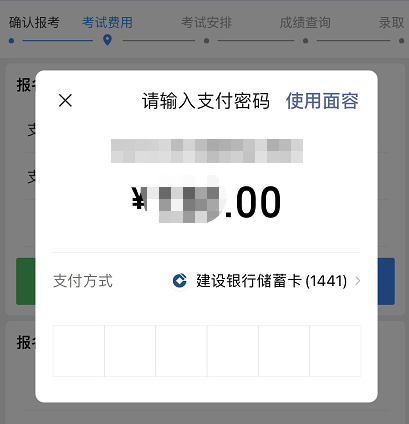 确认报考 考试费用 考试安排 成绩查询 录取
报名
请输入支付密码 使用面容
¥ .00
支付方式 建设银行储蓄卡 (1441)
报名